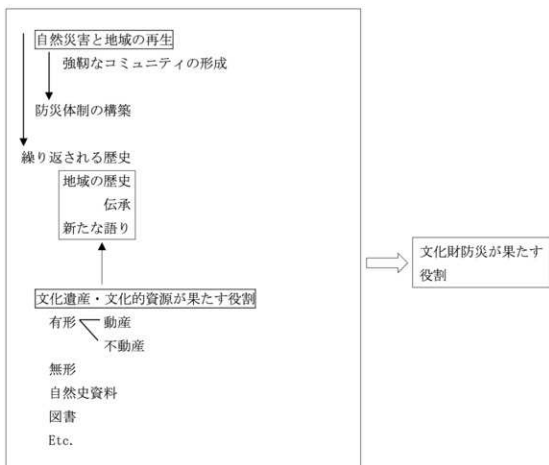 自然災害と地域の再生
強靭なコミュニティの形成
防災体制の構築
繰り返される歴史
地域の歴史
伝承
新たな語り
文化遺産・文化的資源が果たす役割
有形
動産
不動産
無形
自然史資料
図書
Etc.
文化財防災が果たす
役割